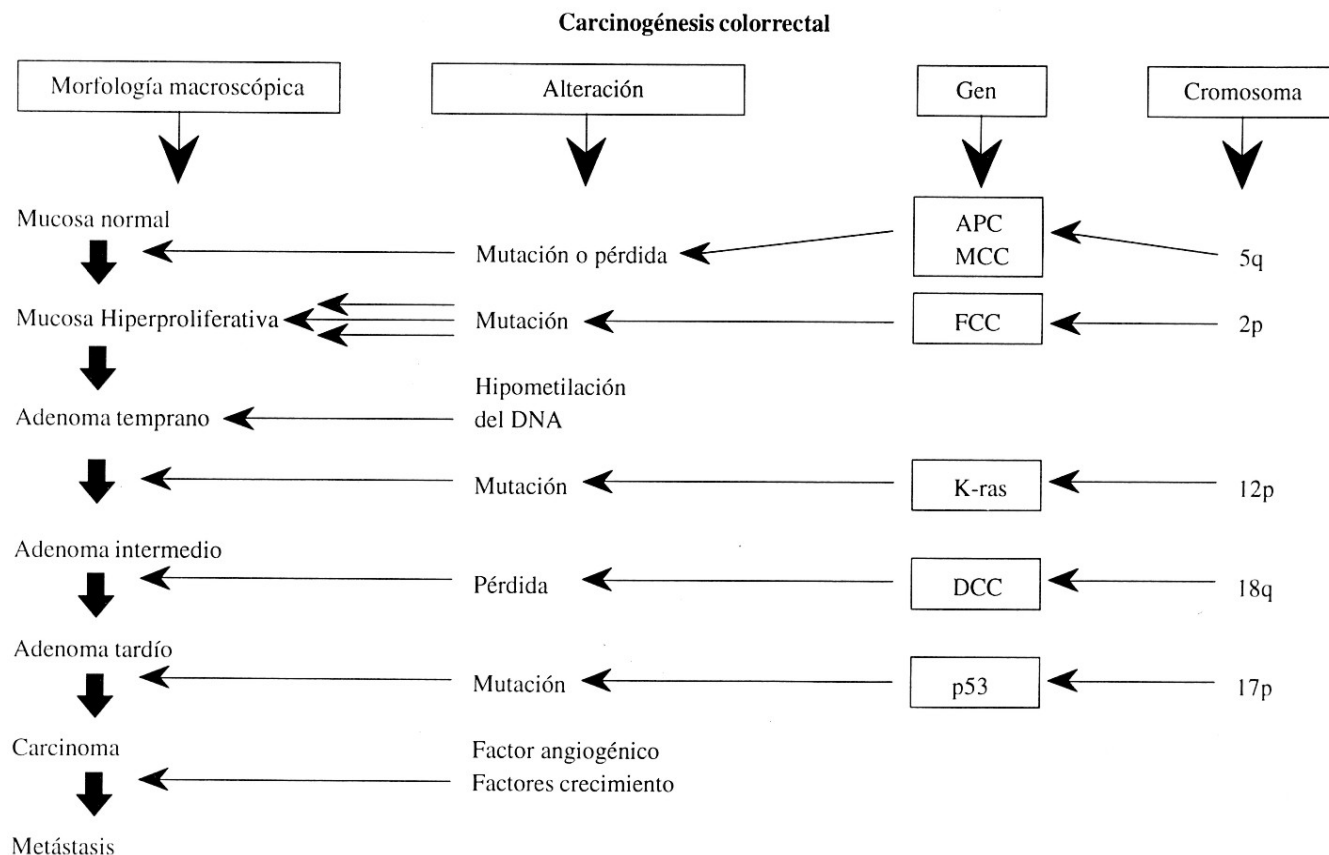 Carcinogénesis colorrectal
Morfología macroscópica
Alteración
Gen
Cromosoma
Mucosa normal
Mutación o pérdida
APC
MCC
5q
Mucosa Hiperproliferativa
Mutación
FCC
2p
Adenoma temprano
Hipometilación
del DNA
Mutación
K-ras
12p
Adenoma intermedio
Pérdida
DCC
18q
Adenoma tardío
Mutación
p53
17p
Carcinoma
Factor angiogénico
Factores crecimiento
Metástasis